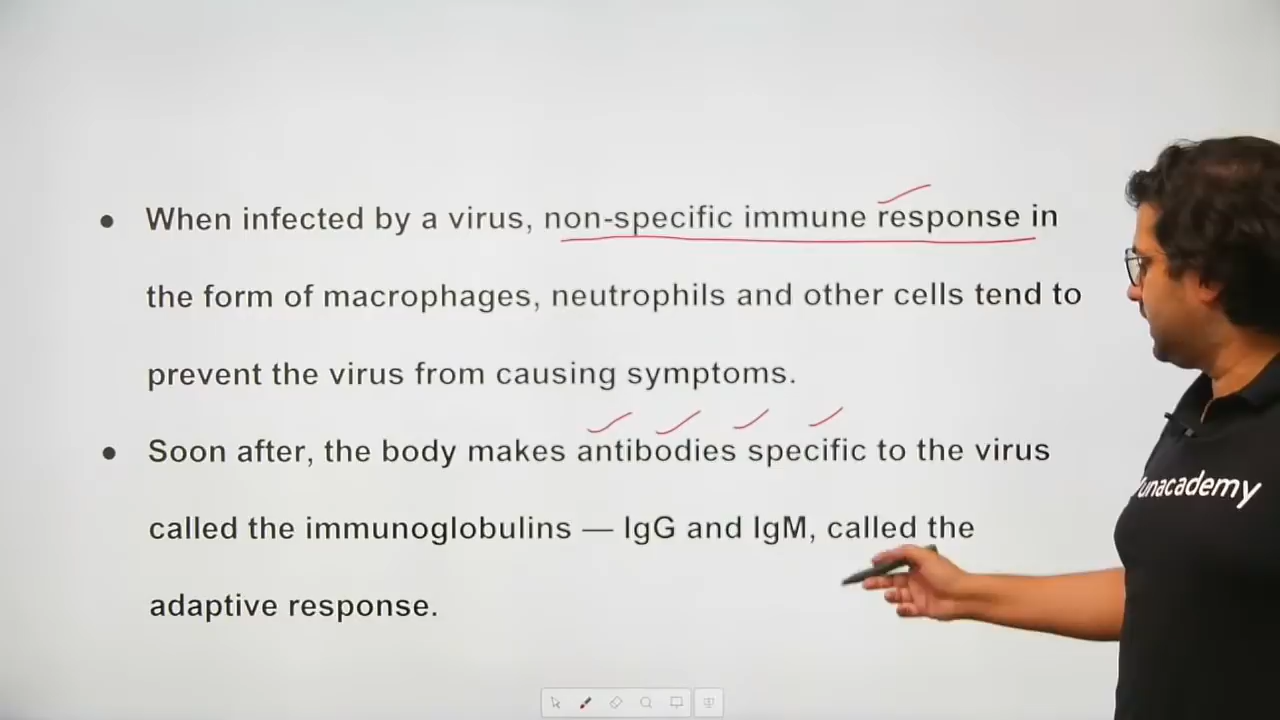 • When infected by a virus, non-specific immune response in
the form of macrophages, neutrophils and other cells tend to
prevent the virus from causing symptoms.
• Soon after, the body makes antibodies specific to the virus
called the immunoglobulins — IgG and IgM, called the
adaptive response.
unacademy